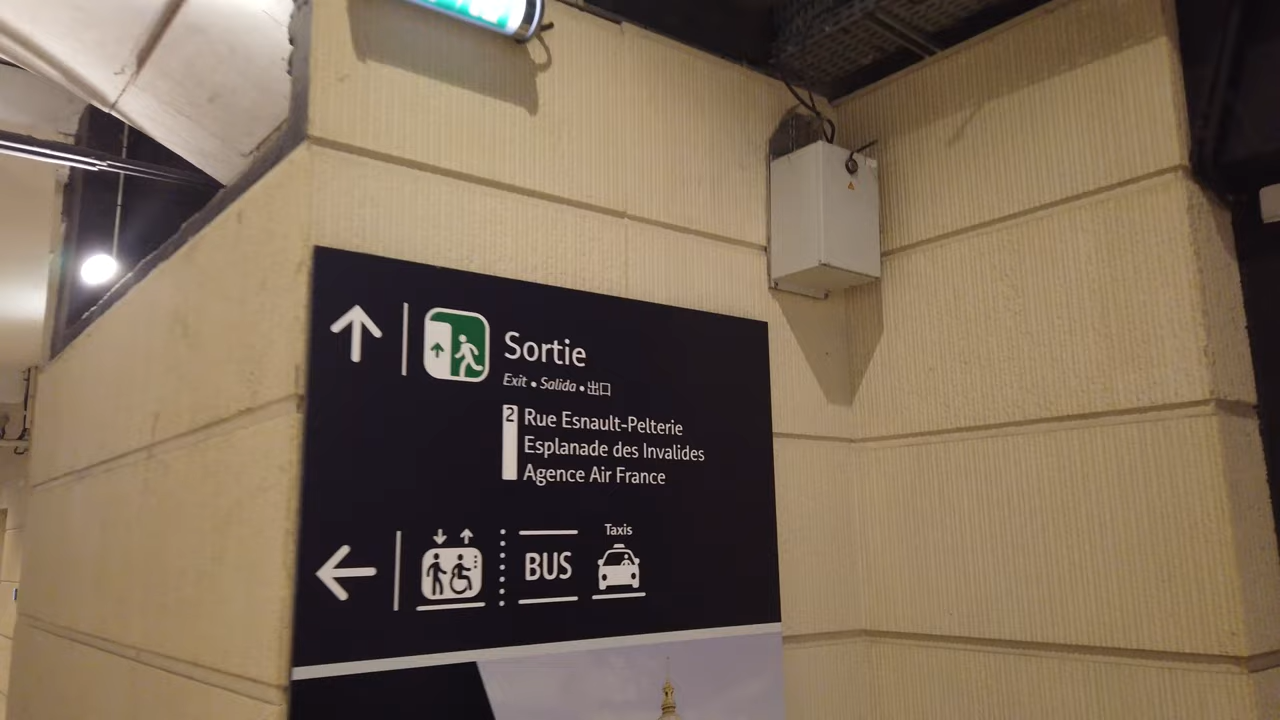 Sortie
Exit • Salida • 出口
2
Rue Esnault-Pelterie
Esplanade des Invalides
Agence Air France
BUS
Taxis